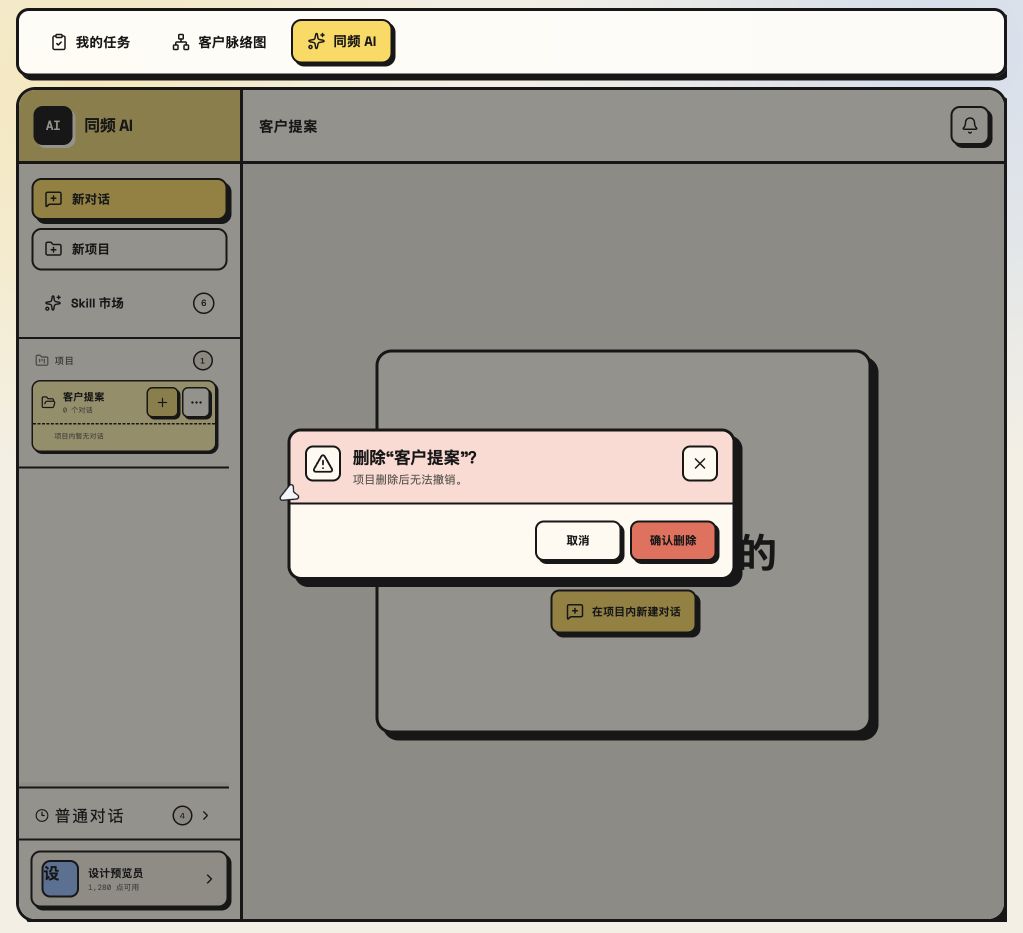 我的任务
客户脉络图
同频 AI
AI
同频 AI
客户提案
新对话
新项目
Skill 市场
6
项目
1
客户提案
0 个对话
项目内暂无对话
删除“客户提案”?
项目删除后无法撤销。
取消
确认删除
的
在项目内新建对话
普通对话
4
设
设计预览员
1,280 点可用